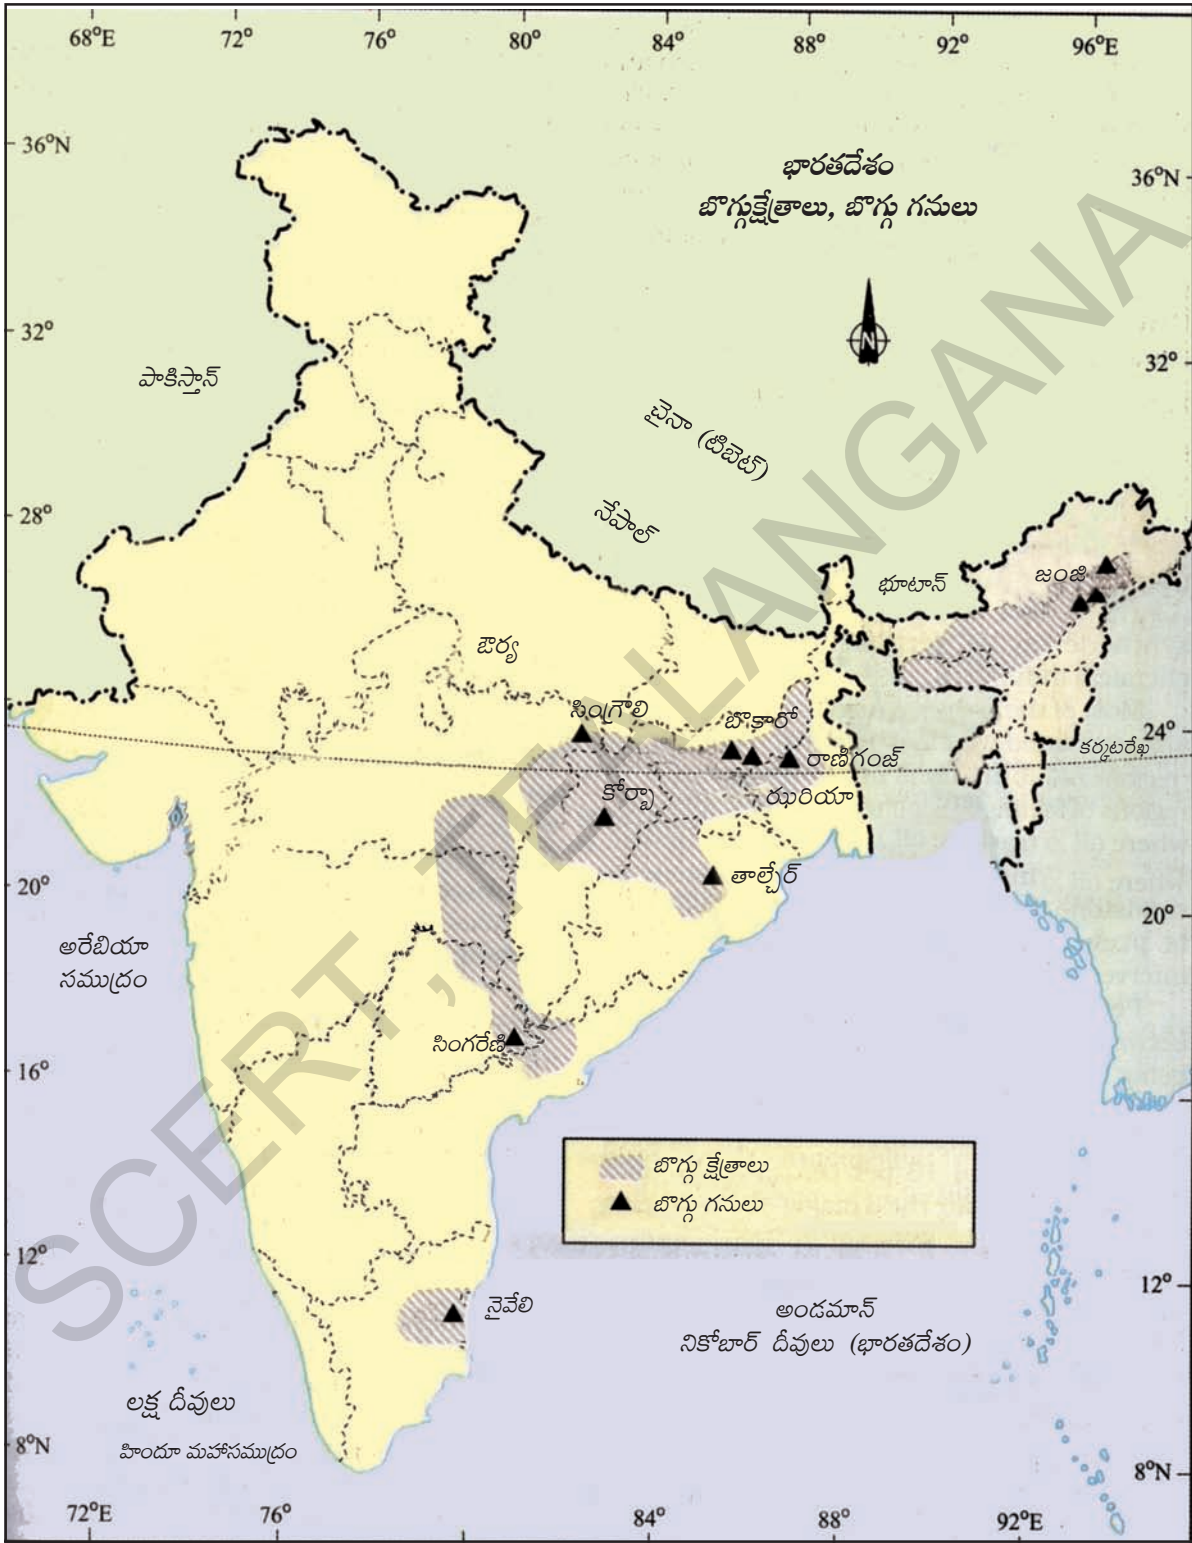 68°E 72° 76° 80° 84° 88° 92° 96°E
భారతదేశం
బొగ్గుక్షేత్రాలు, బొగ్గు గనులు
36°N
36°N
N
32°
32°
పాకిస్తాన్
చైనా (టిబెట్)
నేపాల్
28°
భూటాన్
జంజి
ఔర్య
సింగ్రౌలి
బొకారో
24°
కర్కటరేఖ
రాణిగంజ్
కోర్బా
ఝరియా
తాల్చేర్
20°
20°
అరేబియా
సముద్రం
సింగరేణి
16°
బొగ్గు క్షేత్రాలు
బొగ్గు గనులు
12°
12°
నైవేలి
అండమాన్
నికోబార్ దీవులు (భారతదేశం)
లక్ష దీవులు
హిందూ మహాసముద్రం
8°N
8°N
72°E 76° 84° 88° 92°E
SCERT, TELANGANA